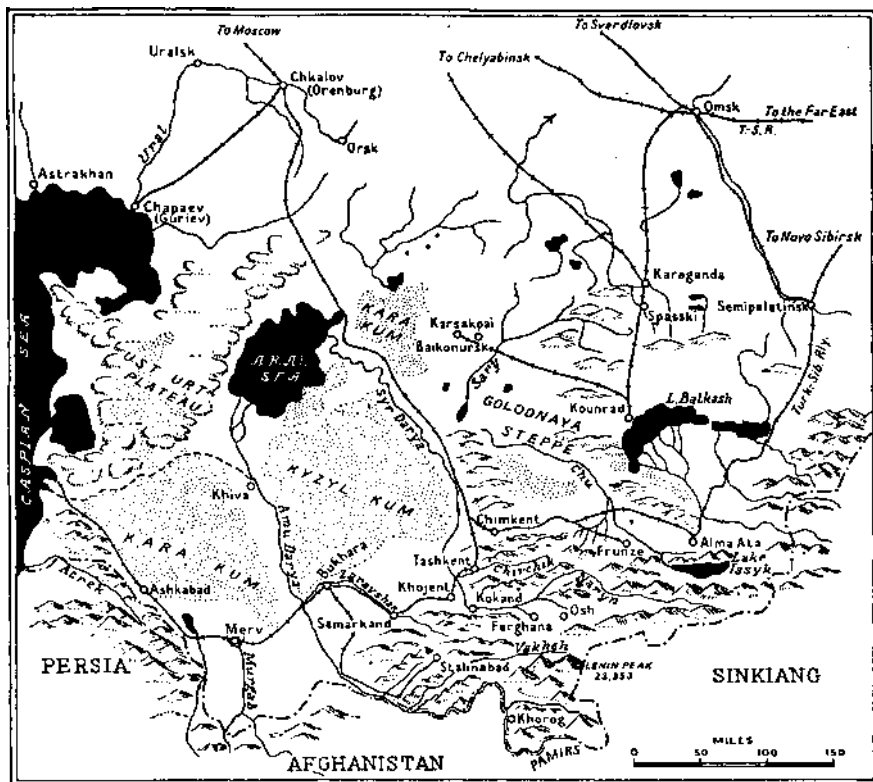 To Moscow
To Sverdlovsk
Uralsk
To Chelyabinsk
Chkalov
(Orenburg)
Omsk
To the Far East
T.-S.R.
Ural
Orsk
Astrakhan
Chapaev
(Guriev)
To Novo Sibirsk
Karaganda
KARA
KUM
Spasski
Semipalatinsk
Karsakpai
Baikonursk
CASPIAN SEA
UST URT
PLATEAU
ARAL
SEA
Sary
Turk-Sib. Rly.
Syr Darya
Kounrad
L. Balkash
GOLODNAYA
STEPPE
Chu
KYZYL KUM
Khiva
Amu Darya
Chimkent
KARA
KUM
Frunze
Alma Ata
Lake
Issyk
Tashkent
Chirchik
Bukhara
Zaravshan
Khojent
Naryn
Atrek
Ashkabad
Kokand
Samarkand
Ferghana
Osh
Merv
Murgab
Vakhsh
PERSIA
Stalinabad
LENIN PEAK
23,353
SINKIANG
Khorog
PAMIRS
AFGHANISTAN
MILES
0 50 100 150